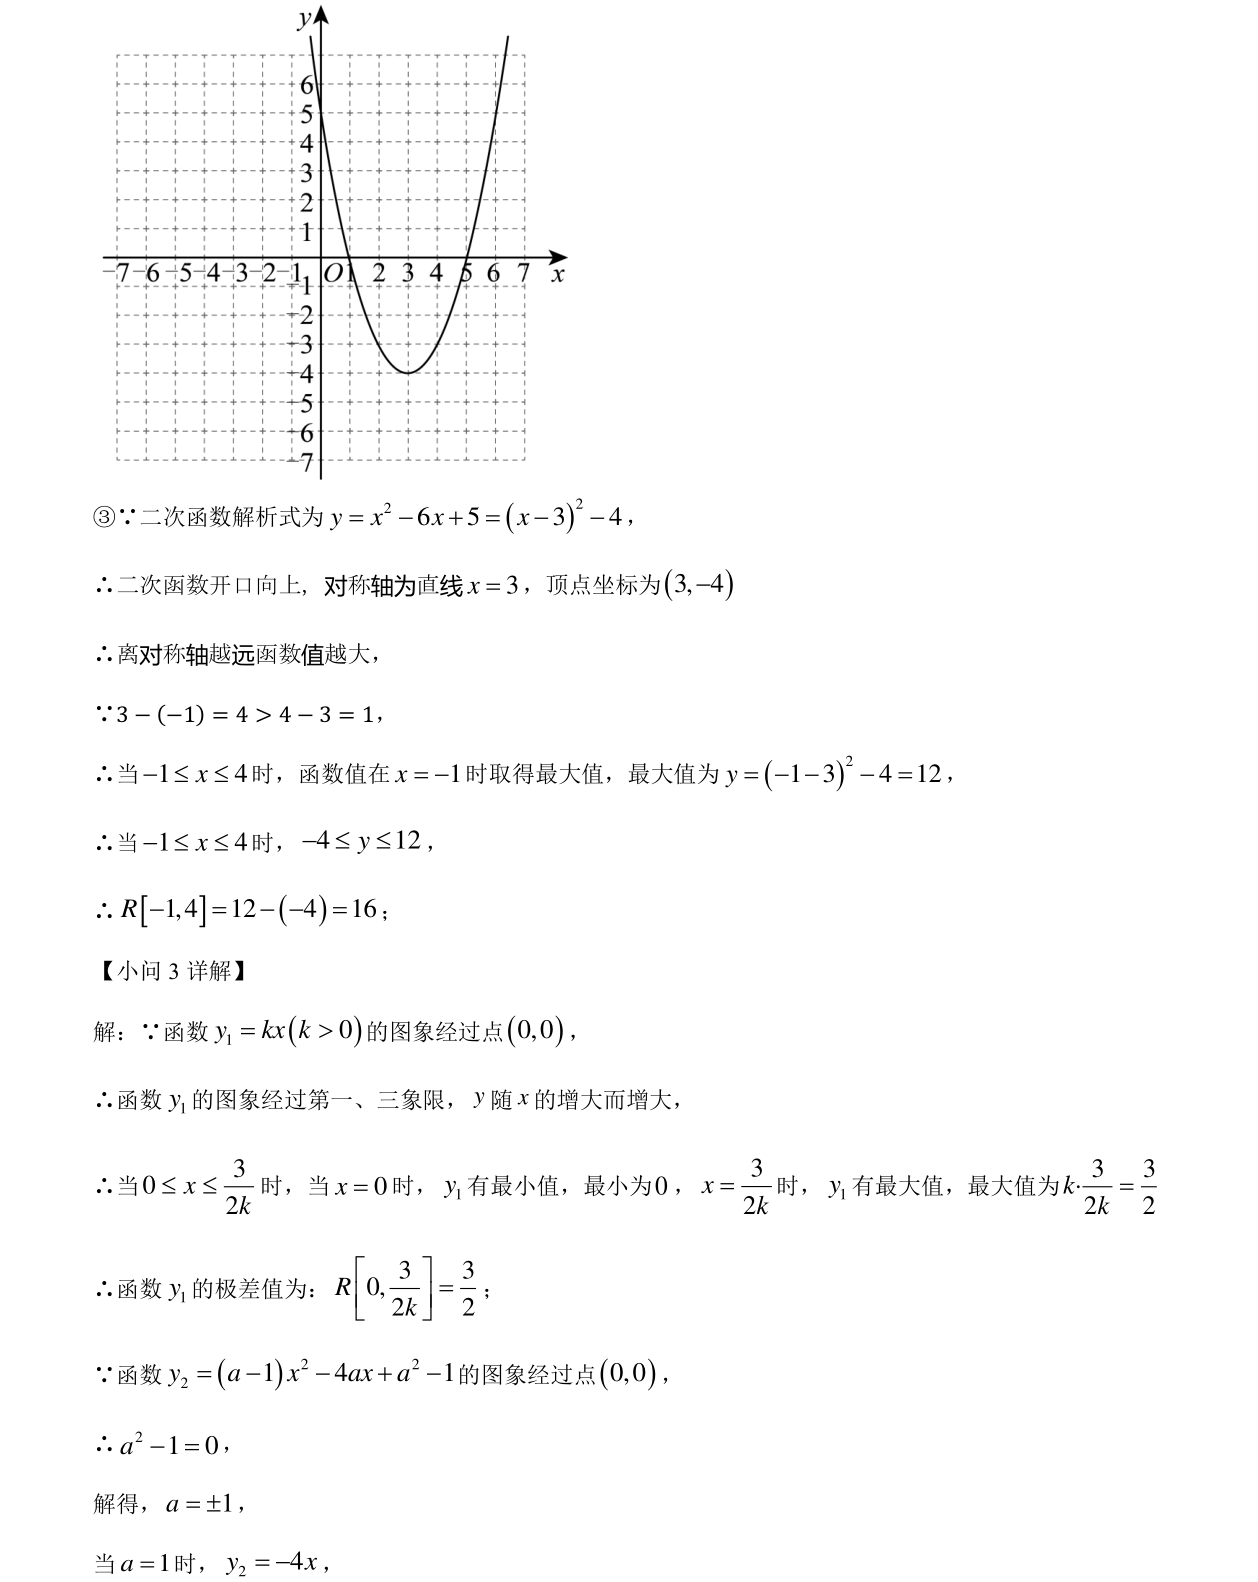 y
6
5
4
3
2
1
−7 −6 −5 −4 −3 −2 −1 O 1 2 3 4 5 6 7 x
−1
−2
−3
−4
−5
−6
−7
③∵二次函数解析式为 y = x² − 6x + 5 = (x − 3)² − 4，
∴二次函数开口向上, 对称轴为直线 x = 3，顶点坐标为 (3, −4)
∴离对称轴越远函数值越大，
∵3 − (−1) = 4 > 4 − 3 = 1，
∴当 −1 ≤ x ≤ 4 时，函数值在 x = −1 时取得最大值，最大值为 y = (−1 − 3)² − 4 = 12，
∴当 −1 ≤ x ≤ 4 时， −4 ≤ y ≤ 12，
∴ R[−1, 4] = 12 − (−4) = 16；
【小问 3 详解】
解：∵函数 y₁ = kx(k > 0) 的图象经过点 (0,0)，
∴函数 y₁ 的图象经过第一、三象限， y 随 x 的增大而增大，
∴当 0 ≤ x ≤ 3/2k 时，当 x = 0 时， y₁ 有最小值，最小为 0， x = 3/2k 时， y₁ 有最大值，最大值为 k·3/2k = 3/2
∴函数 y₁ 的极差值为： R[0, 3/2k] = 3/2；
∵函数 y₂ = (a − 1)x² − 4ax + a² − 1 的图象经过点 (0,0)，
∴ a² − 1 = 0，
解得， a = ±1，
当 a = 1 时， y₂ = −4x，